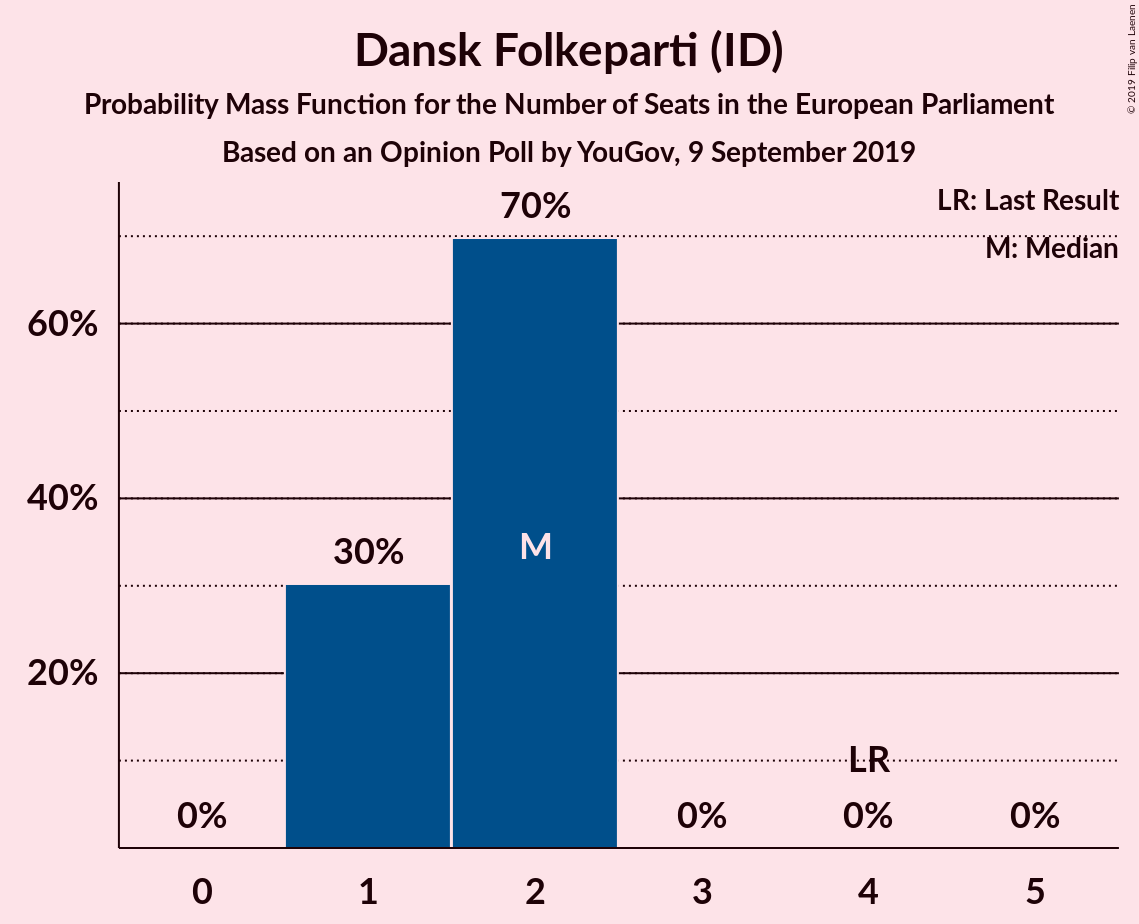 Dansk Folkeparti (ID)
Probability Mass Function for the Number of Seats in the European Parliament
Based on an Opinion Poll by YouGov, 9 September 2019
© 2019 Filip van Laenen
LR: Last Result
M: Median
70%
60%
40%
30%
M
20%
LR
0%
0%
0%
0%
0
1
2
3
4
5